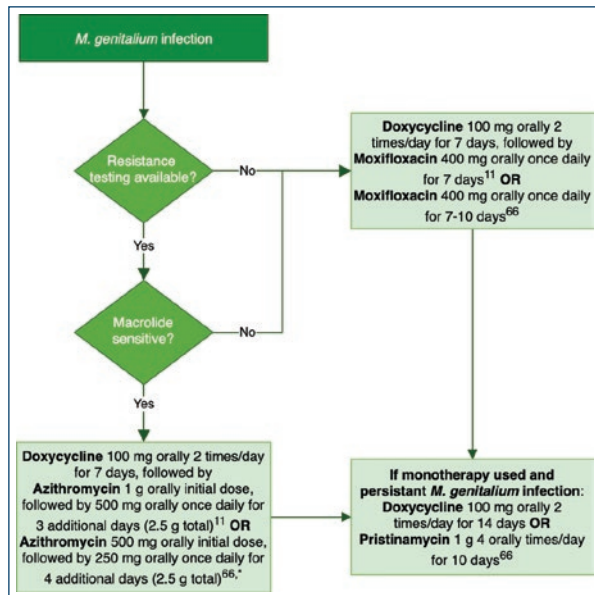 M. genitalium infection
Resistance
testing available?
No
Doxycycline 100 mg orally 2
times/day for 7 days, followed by
Moxifloxacin 400 mg orally once daily
for 7 days11 OR
Moxifloxacin 400 mg orally once daily
for 7-10 days66
Yes
Macrolide
sensitive?
No
Yes
Doxycycline 100 mg orally 2 times/day
for 7 days, followed by
Azithromycin 1 g orally initial dose,
followed by 500 mg orally once daily for
3 additional days (2.5 g total)11 OR
Azithromycin 500 mg orally initial dose,
followed by 250 mg orally once daily for
4 additional days (2.5 g total)66,*
If monotherapy used and
persistant M. genitalium infection:
Doxycycline 100 mg orally 2
times/day for 14 days OR
Pristinamycin 1 g 4 orally times/day
for 10 days66